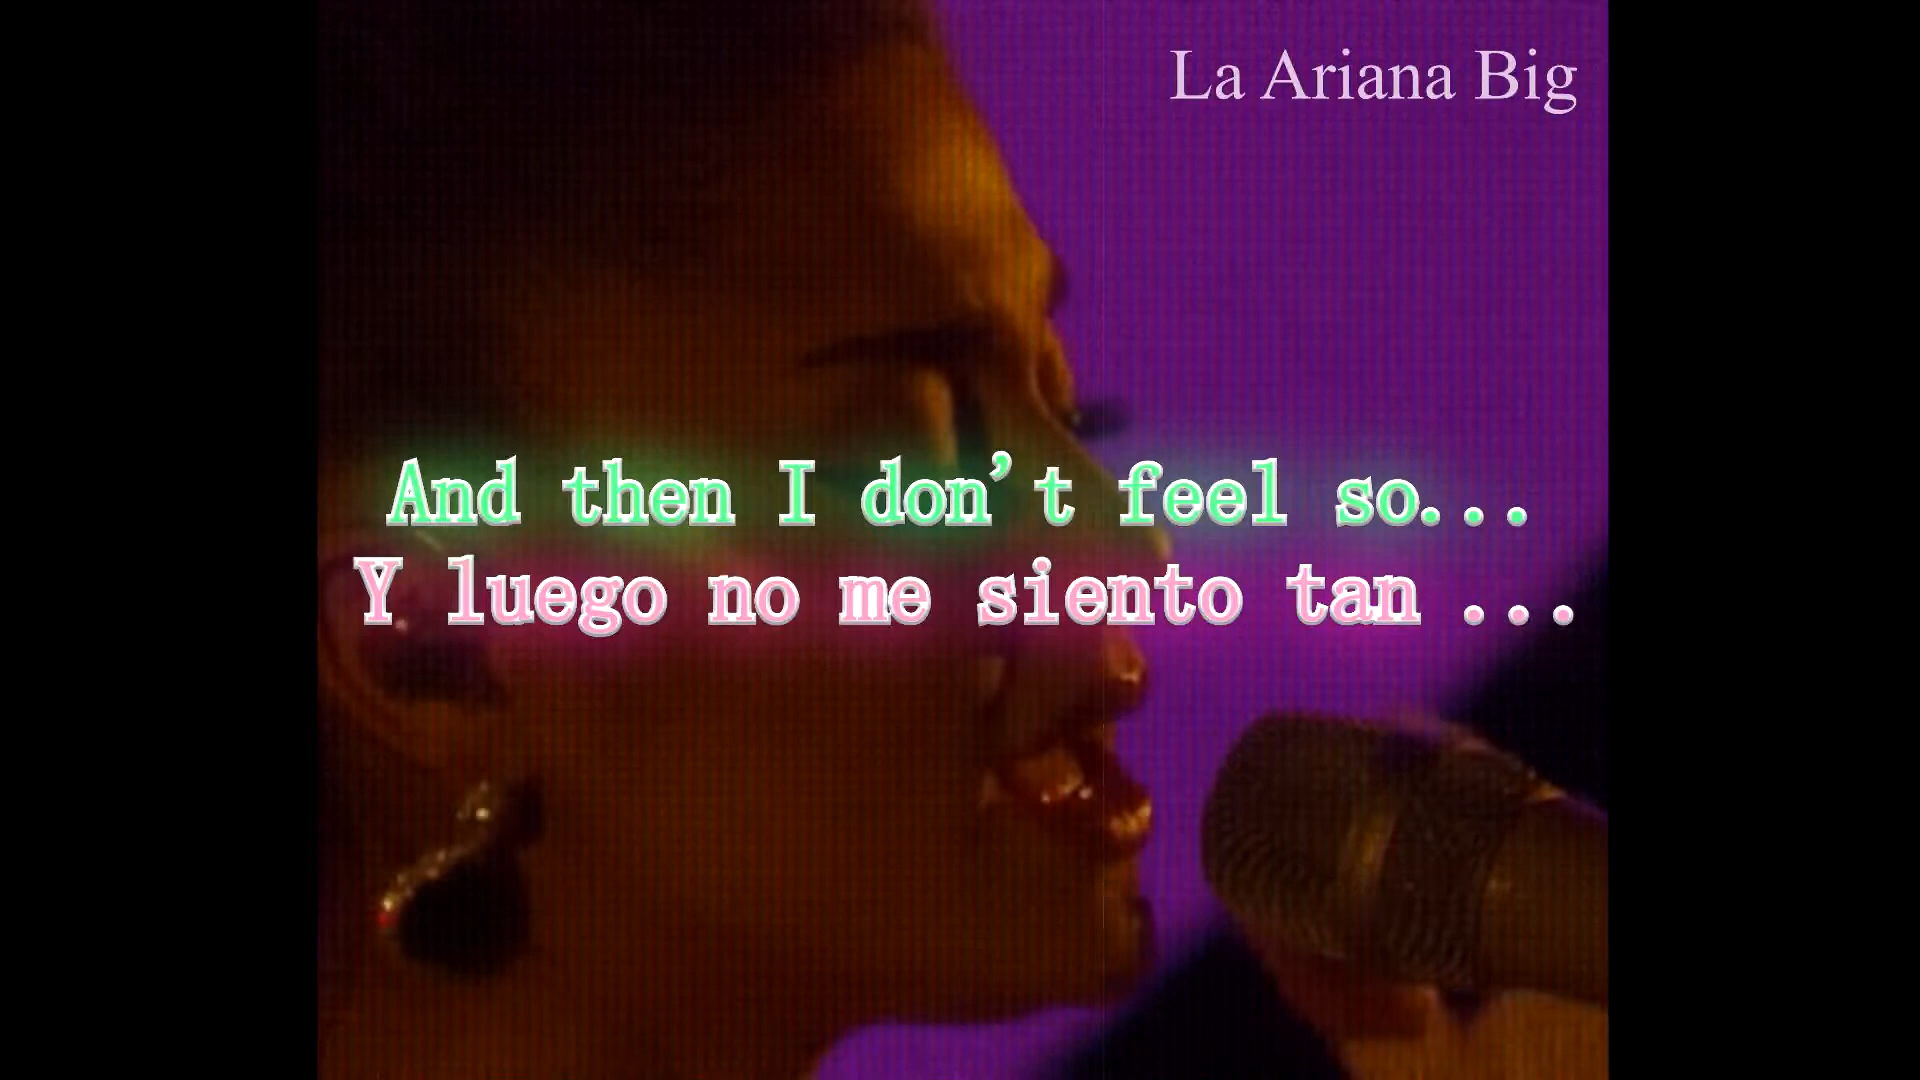 La Ariana Big
And then I don't feel so...
Y luego no me siento tan ...